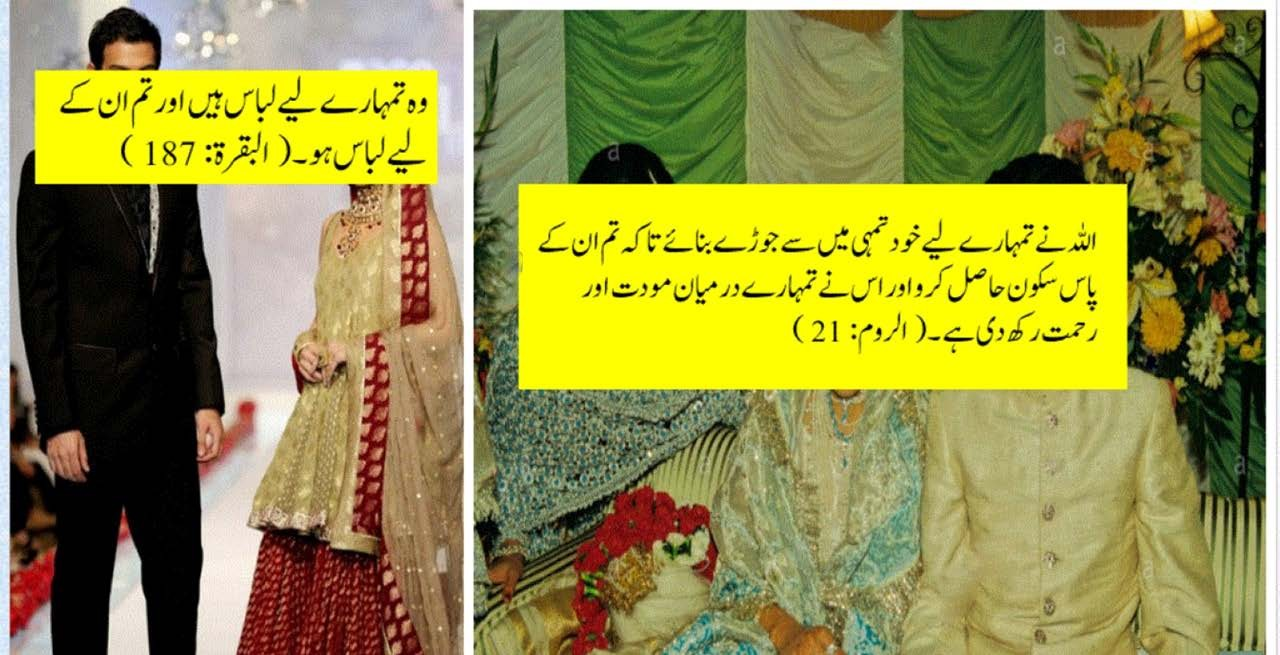 وہ تمہارے لیے لباس ہیں اور تم ان کے
لیے لباس ہو۔ ( البقرۃ: 187 )
اللہ نے تمہارے لیے خود تمہی میں سے جوڑے بنائے تاکہ تم ان کے
پاس سکون حاصل کرو اور اس نے تمہارے درمیان مودت اور
رحمت رکھ دی ہے۔ ( الروم: 21 )